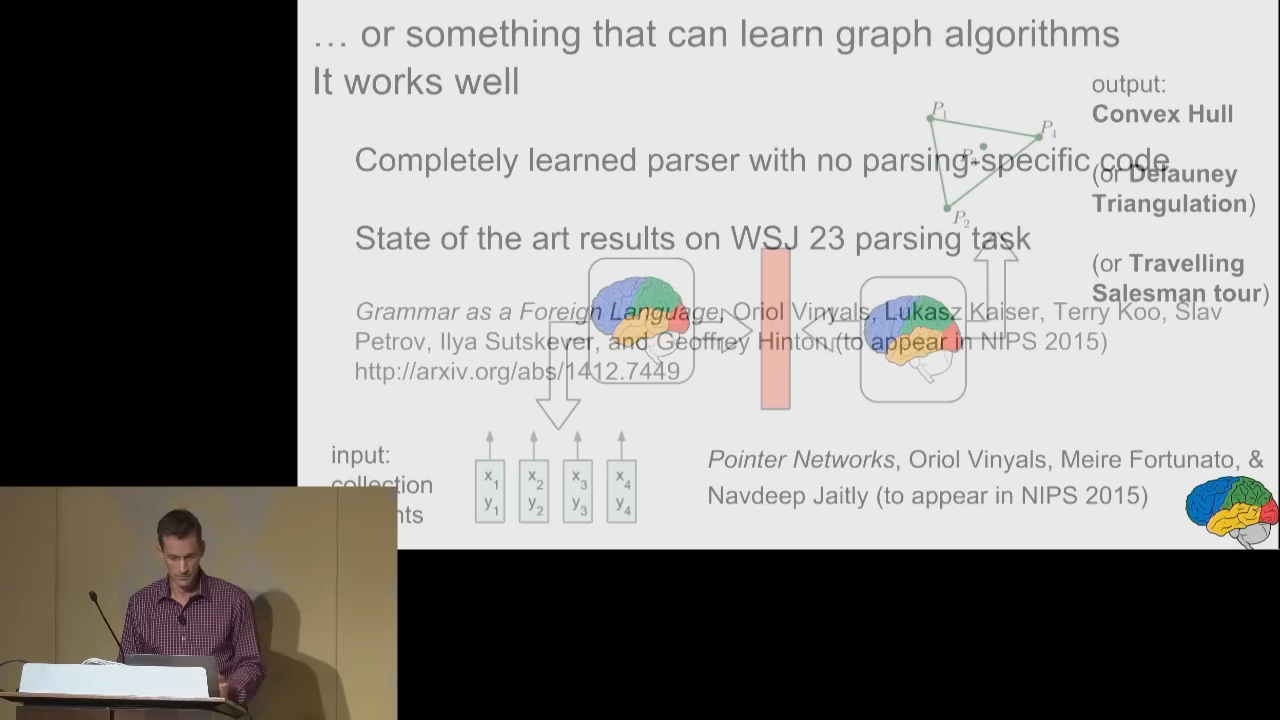 … or something that can learn graph algorithms
It works well
output:
Convex Hull
(or Delauney
Triangulation)
(or Travelling
Salesman tour)
P1
P4
P2
Completely learned parser with no parsing-specific code
State of the art results on WSJ 23 parsing task
Grammar as a Foreign Language, Oriol Vinyals, Lukasz Kaiser, Terry Koo, Slav
Petrov, Ilya Sutskever, and Geoffrey Hinton (to appear in NIPS 2015)
http://arxiv.org/abs/1412.7449
input:
collection
x1 x2 x3 x4
y1 y2 y3 y4
Pointer Networks, Oriol Vinyals, Meire Fortunato, &
Navdeep Jaitly (to appear in NIPS 2015)